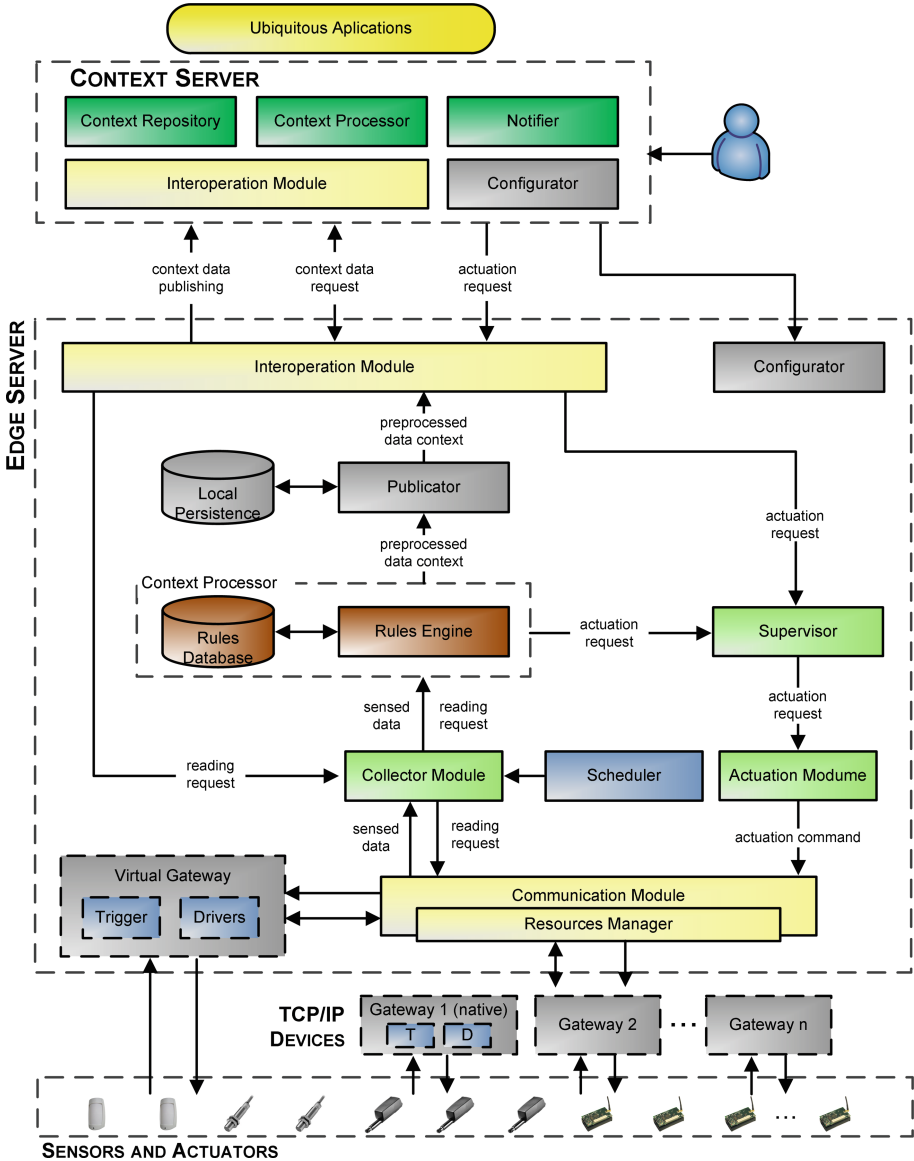 Ubiquitous Aplications
CONTEXT SERVER
Context Repository
Context Processor
Notifier
Interoperation Module
Configurator
context data
publishing
context data
request
actuation
request
EDGE SERVER
Interoperation Module
Configurator
preprocessed
data context
Local
Persistence
Publicator
actuation
request
preprocessed
data context
Context Processor
Rules
Database
Rules Engine
actuation
request
Supervisor
sensed
data
reading
request
actuation
request
reading
request
Collector Module
Scheduler
Actuation Modume
sensed
data
reading
request
actuation command
Virtual Gateway
Trigger
Drivers
Communication Module
Resources Manager
TCP/IP
DEVICES
Gateway 1 (native)
T
D
Gateway 2
...
Gateway n
...
SENSORS AND ACTUATORS